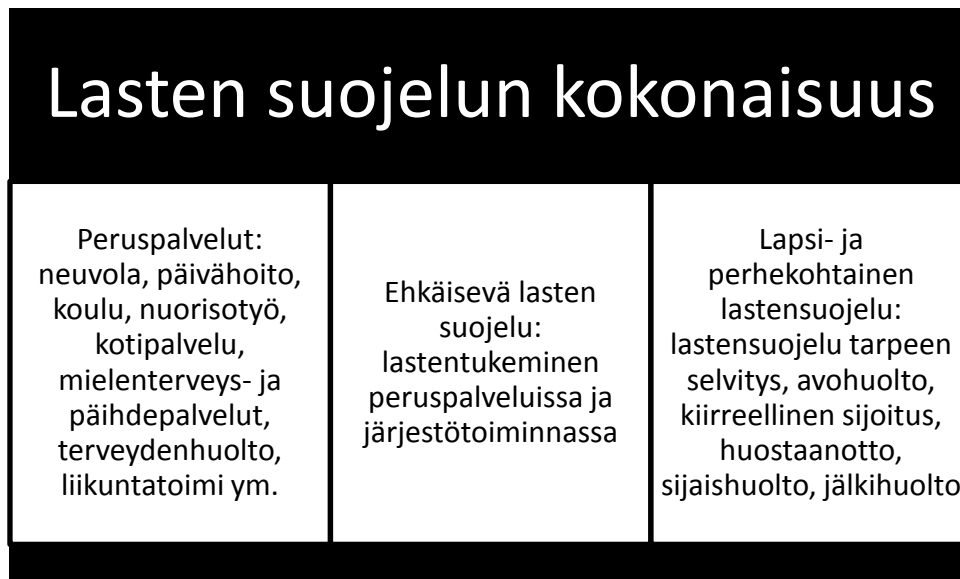 Lasten suojelun kokonaisuus
Peruspalvelut:
neuvola, päivähoito,
koulu, nuorisotyö,
kotipalvelu,
mielenterveys- ja
päihdepalvelut,
terveydenhuolto,
liikuntatoimi ym.
Ehkäisevä lasten
suojelu:
lastentukeminen
peruspalveluissa ja
järjestötoiminnassa
Lapsi- ja
perhekohtainen
lastensuojelu:
lastensuojelu tarpeen
selvitys, avohuolto,
kiirreellinen sijoitus,
huostaanotto,
sijaishuolto, jälkihuolto